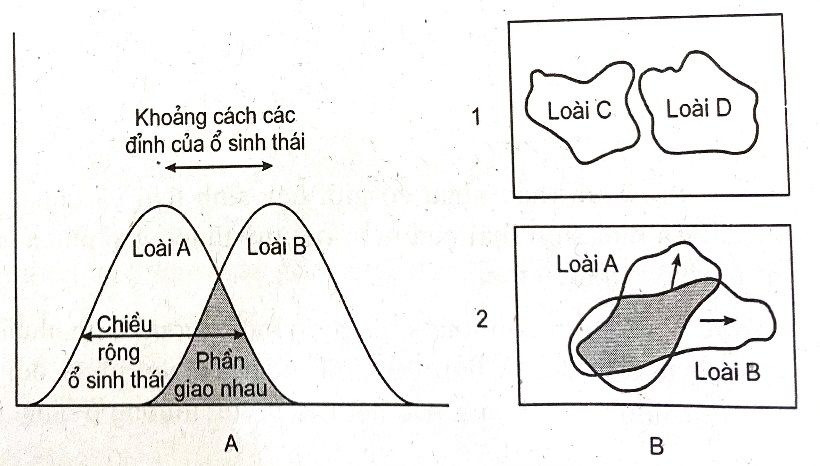 Khoảng cách các
đỉnh của ổ sinh thái
Loài A
Loài B
Chiều
rộng
ổ sinh thái
Phần
giao nhau
A
1
Loài C
Loài D
2
Loài A
Loài B
B